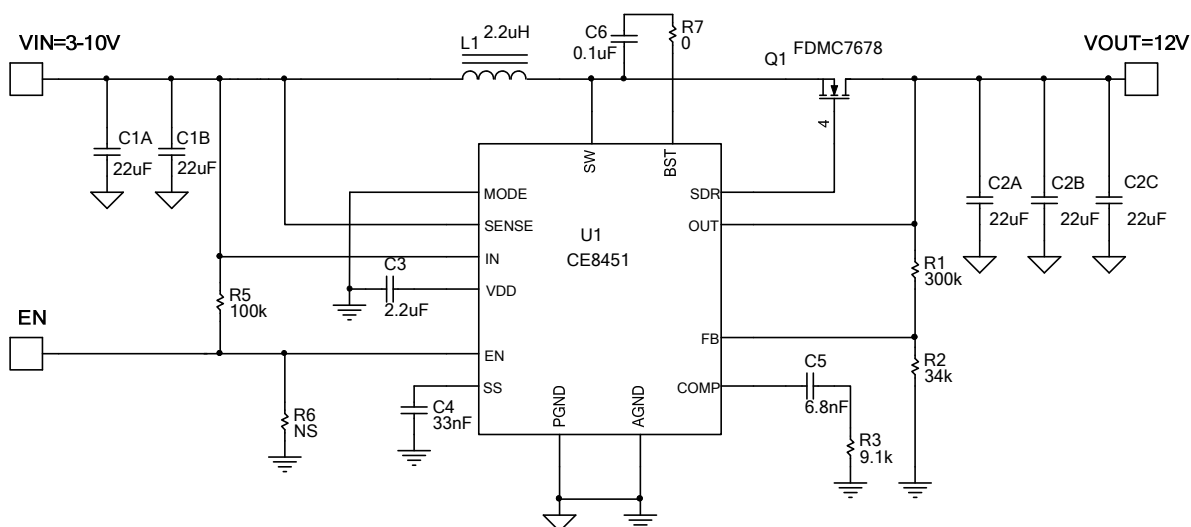 VIN=3-10V
L1
2.2uH
C6
0.1uF
R7
0
Q1
FDMC7678
VOUT=12V
C1A
22uF
C1B
22uF
4
SW
BST
MODE
SDR
SENSE
OUT
U1
CE8451
IN
VDD
C3
2.2uF
R5
100k
C2A
22uF
C2B
22uF
C2C
22uF
R1
300k
EN
EN
FB
R2
34k
SS
COMP
C5
6.8nF
C4
33nF
R6
NS
PGND
AGND
R3
9.1k